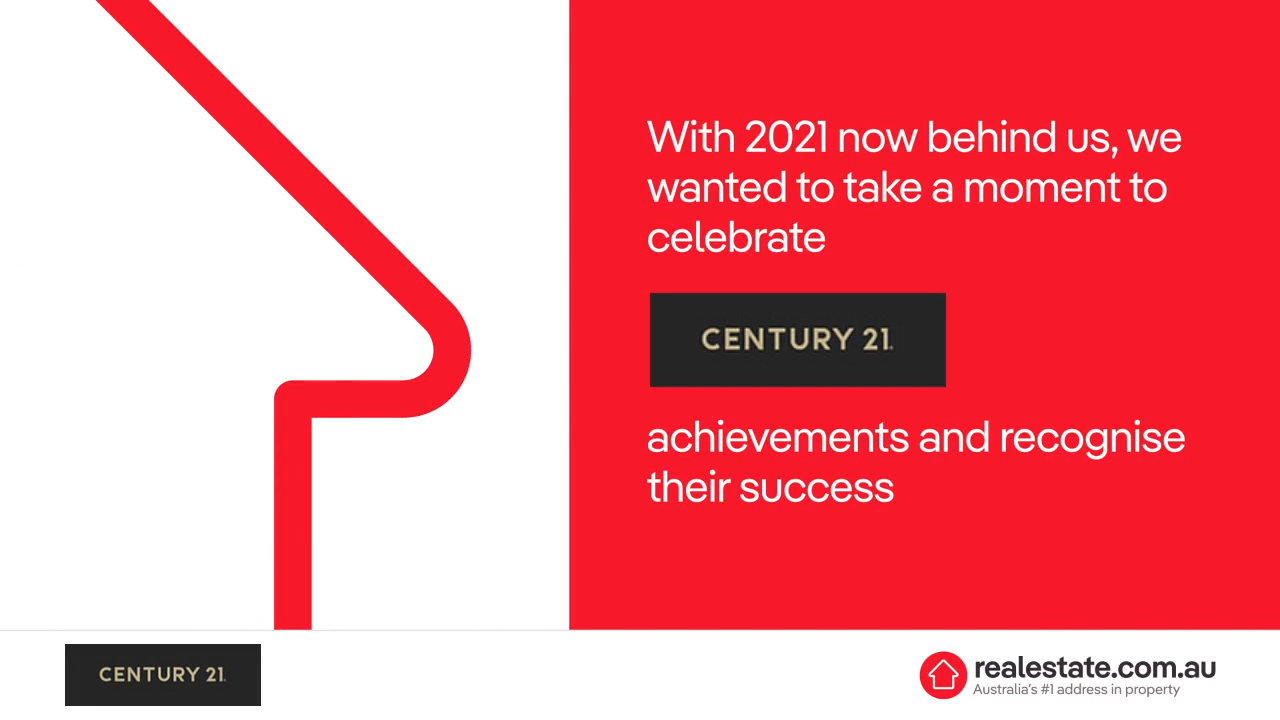 With 2021 now behind us, we
wanted to take a moment to
celebrate
CENTURY 21.
achievements and recognise
their success
CENTURY 21.
realestate.com.au
Australia's #1 address in property